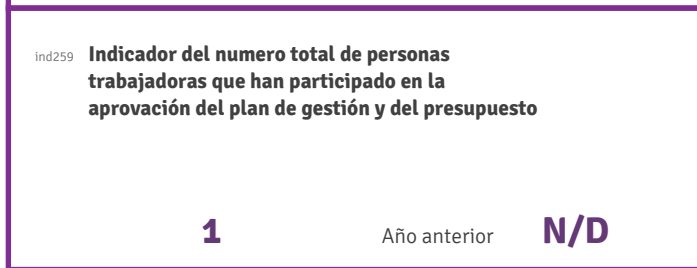 ind259 Indicador del numero total de personas
trabajadoras que han participado en la
aprovación del plan de gestión y del presupuesto
1 Año anterior N/D